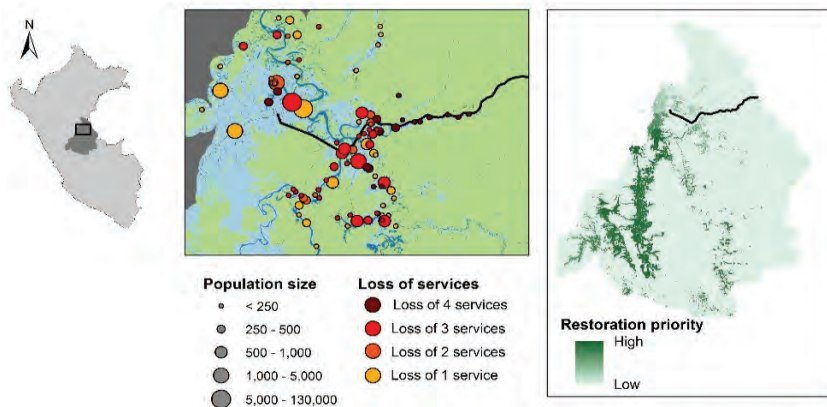 N
Population size
< 250
250 - 500
500 - 1,000
1,000 - 5,000
5,000 - 130,000
Loss of services
Loss of 4 services
Loss of 3 services
Loss of 2 services
Loss of 1 service
Restoration priority
High
Low